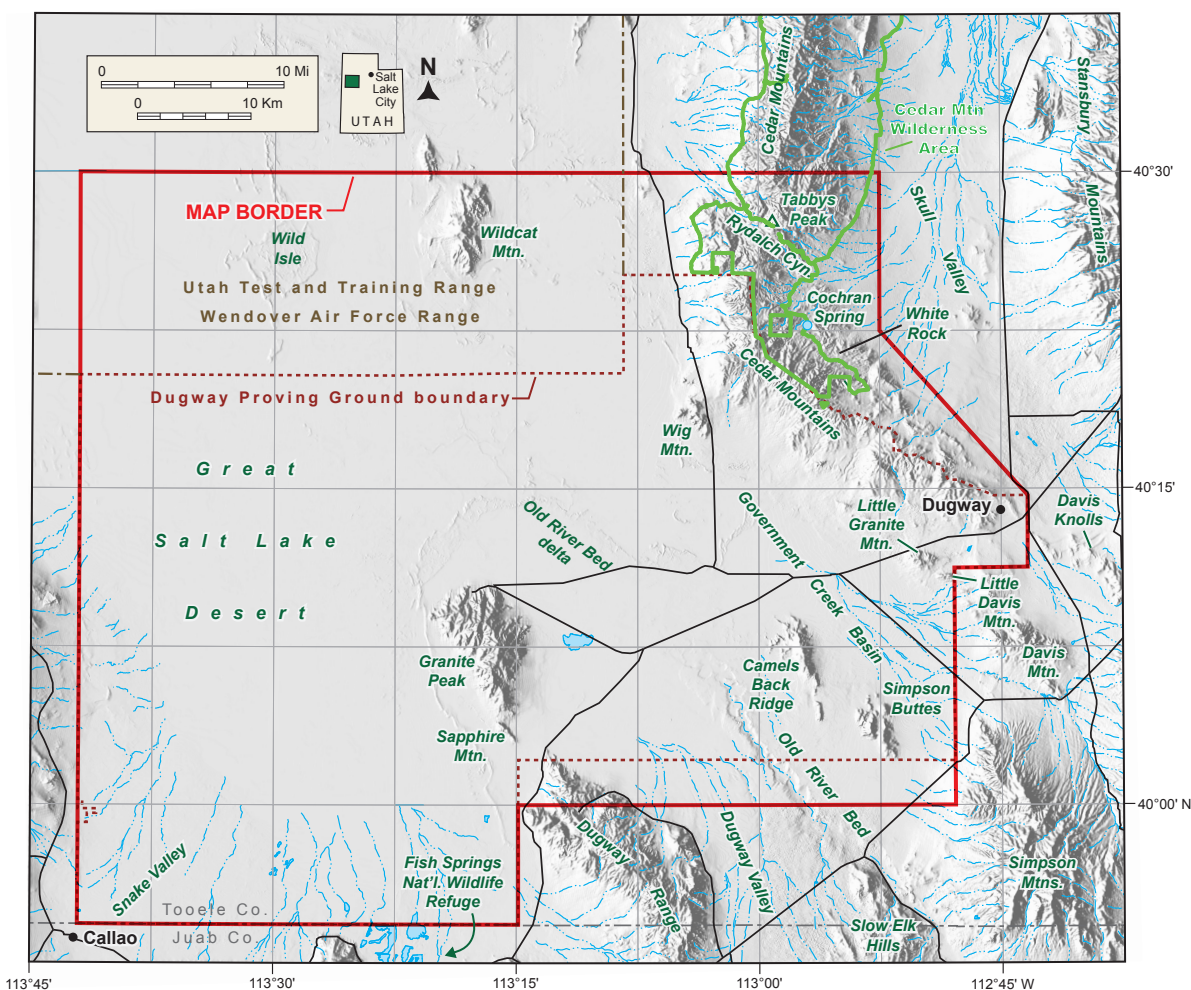 0 10 Mi
0 10 Km
Salt
Lake
City
UTAH
N
Cedar Mountains
Cedar Mtn
Wilderness
Area
Stansbury
Mountains
40°30'
MAP BORDER
Wild
Isle
Wildcat
Mtn.
Tabbys
Peak
Rydalch Cyn.
Skull
Valley
Utah Test and Training Range
Wendover Air Force Range
Cochran
Spring
White
Rock
Cedar Mountains
Dugway Proving Ground boundary
Wig
Mtn.
Great
Salt Lake
Desert
40°15'
Old River Bed
delta
Government
Creek
Basin
Little
Granite
Mtn.
Dugway
Davis
Knolls
Little
Davis
Mtn.
Davis
Mtn.
Granite
Peak
Camels
Back
Ridge
Simpson
Buttes
Sapphire
Mtn.
Old
River
Bed
40°00' N
Snake Valley
Fish Springs
Nat'l. Wildlife
Refuge
Dugway
Range
Dugway Valley
Simpson
Mtns.
Slow Elk
Hills
Tooele Co.
Juab Co.
Callao
113°45' 113°30' 113°15' 113°00' 112°45' W